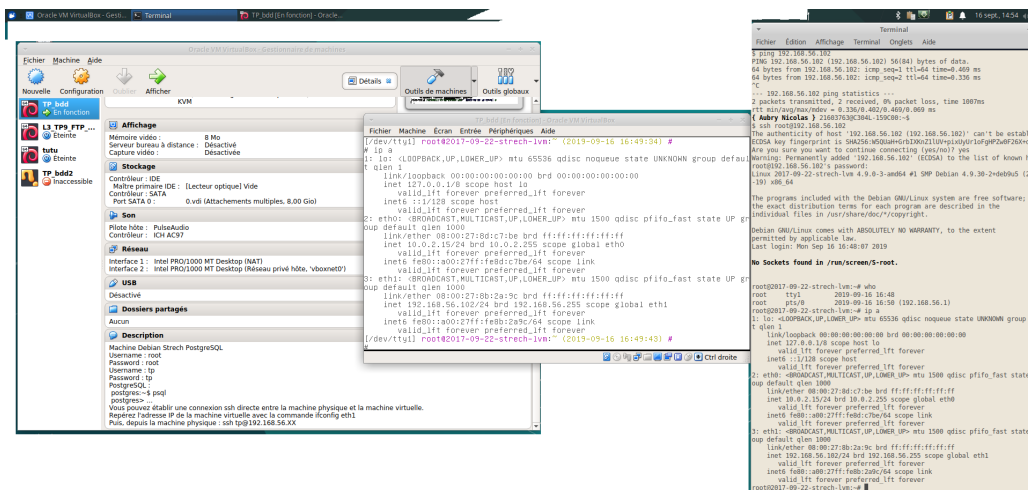 Oracle VM VirtualBox - Gesti...
Terminal
TP_bdd [En fonction] - Oracle...
16 sept., 14:54
Oracle VM VirtualBox - Gestionnaire de machines
Fichier Machine Aide
Nouvelle Configuration Oublier Afficher
Détails
Outils de machines Outils globaux
TP_bdd
En fonction
L3_TP9_FTP_...
Éteinte
tutu
Éteinte
TP_bdd2
Inaccessible
KVM
Affichage
Mémoire vidéo : 8 Mo
Serveur bureau à distance : Désactivé
Capture vidéo : Désactivé
Stockage
Contrôleur : IDE
Maître primaire IDE : [Lecteur optique] Vide
Contrôleur : SATA
Port SATA 0 : 0.vdi (Attachements multiples, 8,00 Gio)
Son
Pilote hôte : PulseAudio
Contrôleur : ICH AC97
Réseau
Interface 1 : Intel PRO/1000 MT Desktop (NAT)
Interface 2 : Intel PRO/1000 MT Desktop (Réseau privé hôte, 'vboxnet0')
USB
Désactivé
Dossiers partagés
Aucun
Description
Machine Debian Strech PostgreSQL
Username : root
Password : root
Username : tp
Password : tp
PostgreSQL :
postgres:~$ psql
postgres> ...
Vous pouvez établir une connexion ssh directe entre la machine physique et la machine virtuelle.
Repérez l'adresse IP de la machine virtuelle avec la commande ifconfig eth1
Puis, depuis la machine physique : ssh tp@192.168.56.XX
TP_bdd [En fonction] - Oracle VM VirtualBox
Fichier Machine Écran Entrée Périphériques Aide
[/dev/tty1] root@2017-09-22-strech-lvm:~ (2019-09-16 16:49:34) #
# ip a
1: lo: <LOOPBACK,UP,LOWER_UP> mtu 65536 qdisc noqueue state UNKNOWN group defaul
t qlen 1
link/loopback 00:00:00:00:00:00 brd 00:00:00:00:00:00
inet 127.0.0.1/8 scope host lo
valid_lft forever preferred_lft forever
inet6 ::1/128 scope host
valid_lft forever preferred_lft forever
2: eth0: <BROADCAST,MULTICAST,UP,LOWER_UP> mtu 1500 qdisc pfifo_fast state UP gr
oup default qlen 1000
link/ether 08:00:27:8d:c7:be brd ff:ff:ff:ff:ff:ff
inet 10.0.2.15/24 brd 10.0.2.255 scope global eth0
valid_lft forever preferred_lft forever
inet6 fe80::a00:27ff:fe8d:c7be/64 scope link
valid_lft forever preferred_lft forever
3: eth1: <BROADCAST,MULTICAST,UP,LOWER_UP> mtu 1500 qdisc pfifo_fast state UP gr
oup default qlen 1000
link/ether 08:00:27:8b:2a:9c brd ff:ff:ff:ff:ff:ff
inet 192.168.56.102/24 brd 192.168.56.255 scope global eth1
valid_lft forever preferred_lft forever
inet6 fe80::a00:27ff:fe8b:2a9c/64 scope link
valid_lft forever preferred_lft forever
[/dev/tty1] root@2017-09-22-strech-lvm:~ (2019-09-16 16:49:43) #
#
Ctrl droite
Terminal
Fichier Édition Affichage Terminal Onglets Aide
$ ping 192.168.56.102
PING 192.168.56.102 (192.168.56.102) 56(84) bytes of data.
64 bytes from 192.168.56.102: icmp_seq=1 ttl=64 time=0.469 ms
64 bytes from 192.168.56.102: icmp_seq=2 ttl=64 time=0.336 ms
^C
--- 192.168.56.102 ping statistics ---
2 packets transmitted, 2 received, 0% packet loss, time 1007ms
rtt min/avg/max/mdev = 0.336/0.402/0.469/0.069 ms
{ Aubry Nicolas } 21603763@C304L-159C00:~$
$ ssh root@192.168.56.102
The authenticity of host '192.168.56.102 (192.168.56.102)' can't be establ
ECDSA key fingerprint is
Are you sure you want to continue connecting (yes/no)? yes
Warning: Permanently added '192.168.56.102' (ECDSA) to the list of known h
root@192.168.56.102's password:
Linux 2017-09-22-strech-lvm 4.9.0-3-amd64 #1 SMP Debian 4.9.30-2+deb9u5 (2
-19) x86_64
The programs included with the Debian GNU/Linux system are free software;
the exact distribution terms for each program are described in the
individual files in /usr/share/doc/*/copyright.
Debian GNU/Linux comes with ABSOLUTELY NO WARRANTY, to the extent
permitted by applicable law.
Last login: Mon Sep 16 16:48:07 2019
No Sockets found in /run/screen/S-root.
root@2017-09-22-strech-lvm:~# who
root tty1 2019-09-16 16:48
root pts/0 2019-09-16 16:50 (192.168.56.1)
root@2017-09-22-strech-lvm:~# ip a
1: lo: <LOOPBACK,UP,LOWER_UP> mtu 65536 qdisc noqueue state UNKNOWN group
t qlen 1
link/loopback 00:00:00:00:00:00 brd 00:00:00:00:00:00
inet 127.0.0.1/8 scope host lo
valid_lft forever preferred_lft forever
inet6 ::1/128 scope host
valid_lft forever preferred_lft forever
2: eth0: <BROADCAST,MULTICAST,UP,LOWER_UP> mtu 1500 qdisc pfifo_fast state
oup default qlen 1000
link/ether 08:00:27:8d:c7:be brd ff:ff:ff:ff:ff:ff
inet 10.0.2.15/24 brd 10.0.2.255 scope global eth0
valid_lft forever preferred_lft forever
inet6 fe80::a00:27ff:fe8d:c7be/64 scope link
valid_lft forever preferred_lft forever
3: eth1: <BROADCAST,MULTICAST,UP,LOWER_UP> mtu 1500 qdisc pfifo_fast state
oup default qlen 1000
link/ether 08:00:27:8b:2a:9c brd ff:ff:ff:ff:ff:ff
inet 192.168.56.102/24 brd 192.168.56.255 scope global eth1
valid_lft forever preferred_lft forever
inet6 fe80::a00:27ff:fe8b:2a9c/64 scope link
valid_lft forever preferred_lft forever
root@2017-09-22-strech-lvm:~#